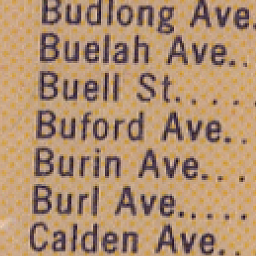 Budlong Ave.
Buelah Ave..
Buell St.....
Buford Ave..
Burin Ave...
Burl Ave.....
Calden Ave..